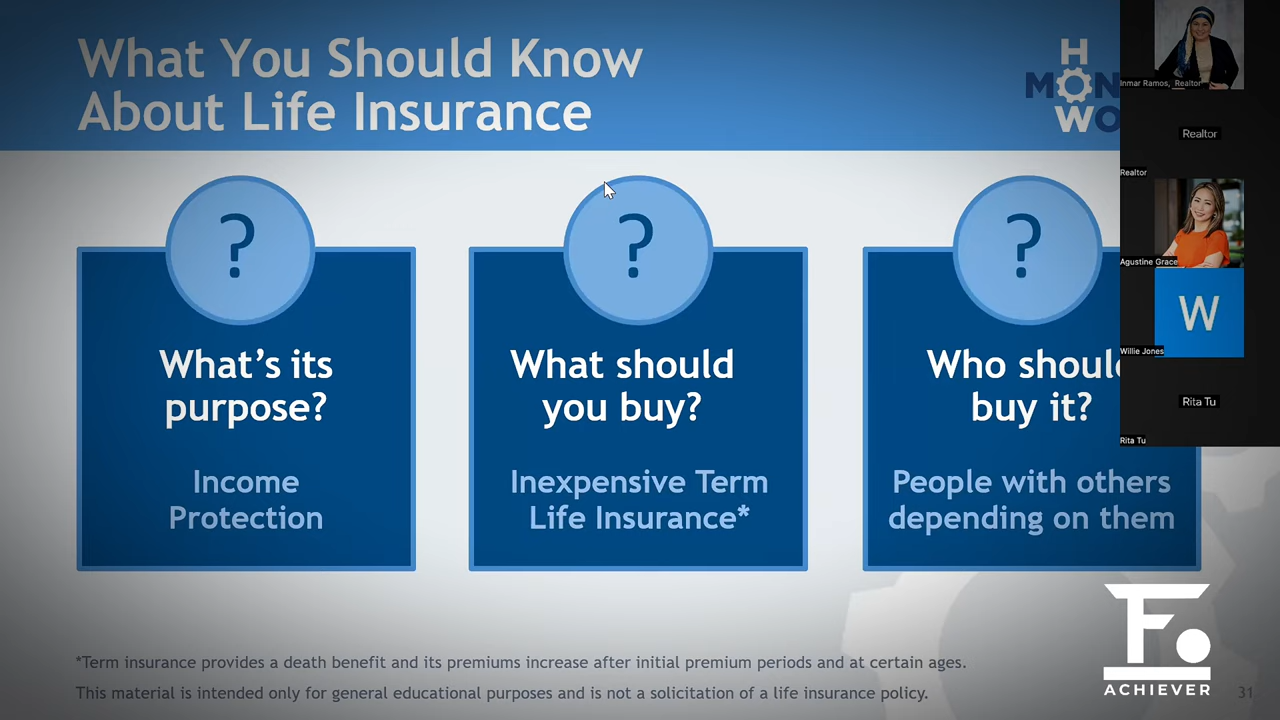 What You Should Know
About Life Insurance
H
MON
WO
?
What's its
purpose?
Income
Protection
?
What should
you buy?
Inexpensive Term
Life Insurance*
?
Who should
buy it?
People with others
depending on them
*Term insurance provides a death benefit and its premiums increase after initial premium periods and at certain ages.
This material is intended only for general educational purposes and is not a solicitation of a life insurance policy.
Inmar Ramos, Realtor
Realtor
Realtor
Agustine Grace
W
Willie Jones
Rita Tu
Rita Tu
F
ACHIEVER
31